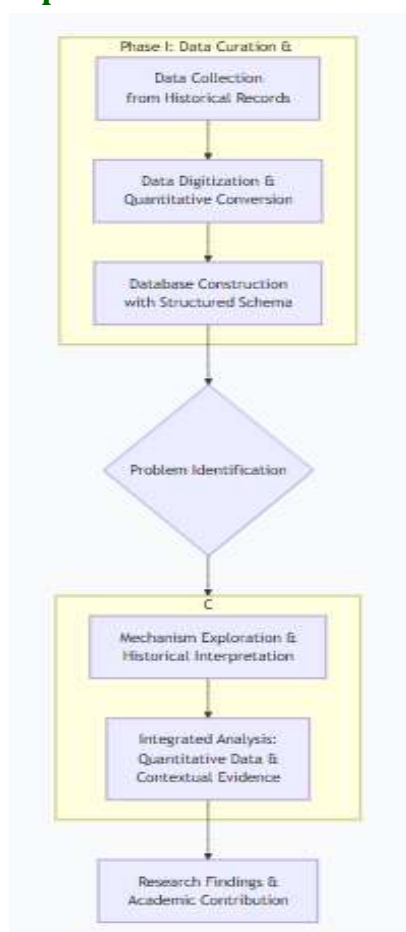 Phase I: Data Curation &
Data Collection
from Historical Records
Data Digitization &
Quantitative Conversion
Database Construction
with Structured Schema
Problem Identification
C
Mechanism Exploration &
Historical Interpretation
Integrated Analysis:
Quantitative Data &
Contextual Evidence
Research Findings &
Academic Contribution